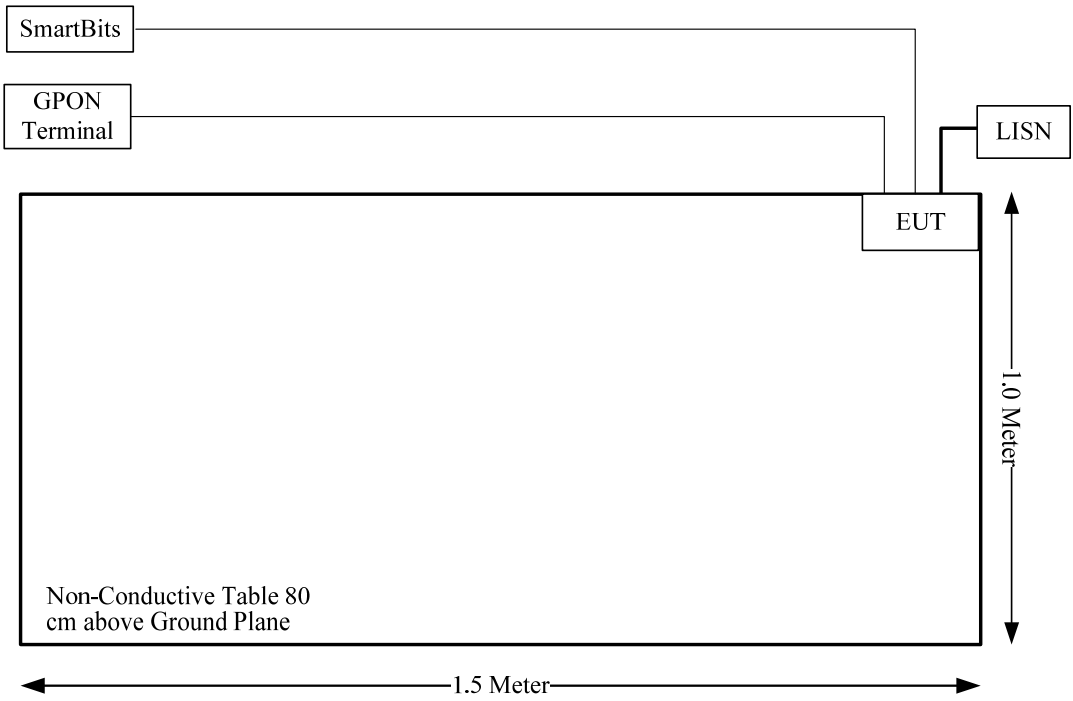 SmartBits
GPON
Terminal
LISN
EUT
1.0 Meter
Non-Conductive Table 80
cm above Ground Plane
1.5 Meter